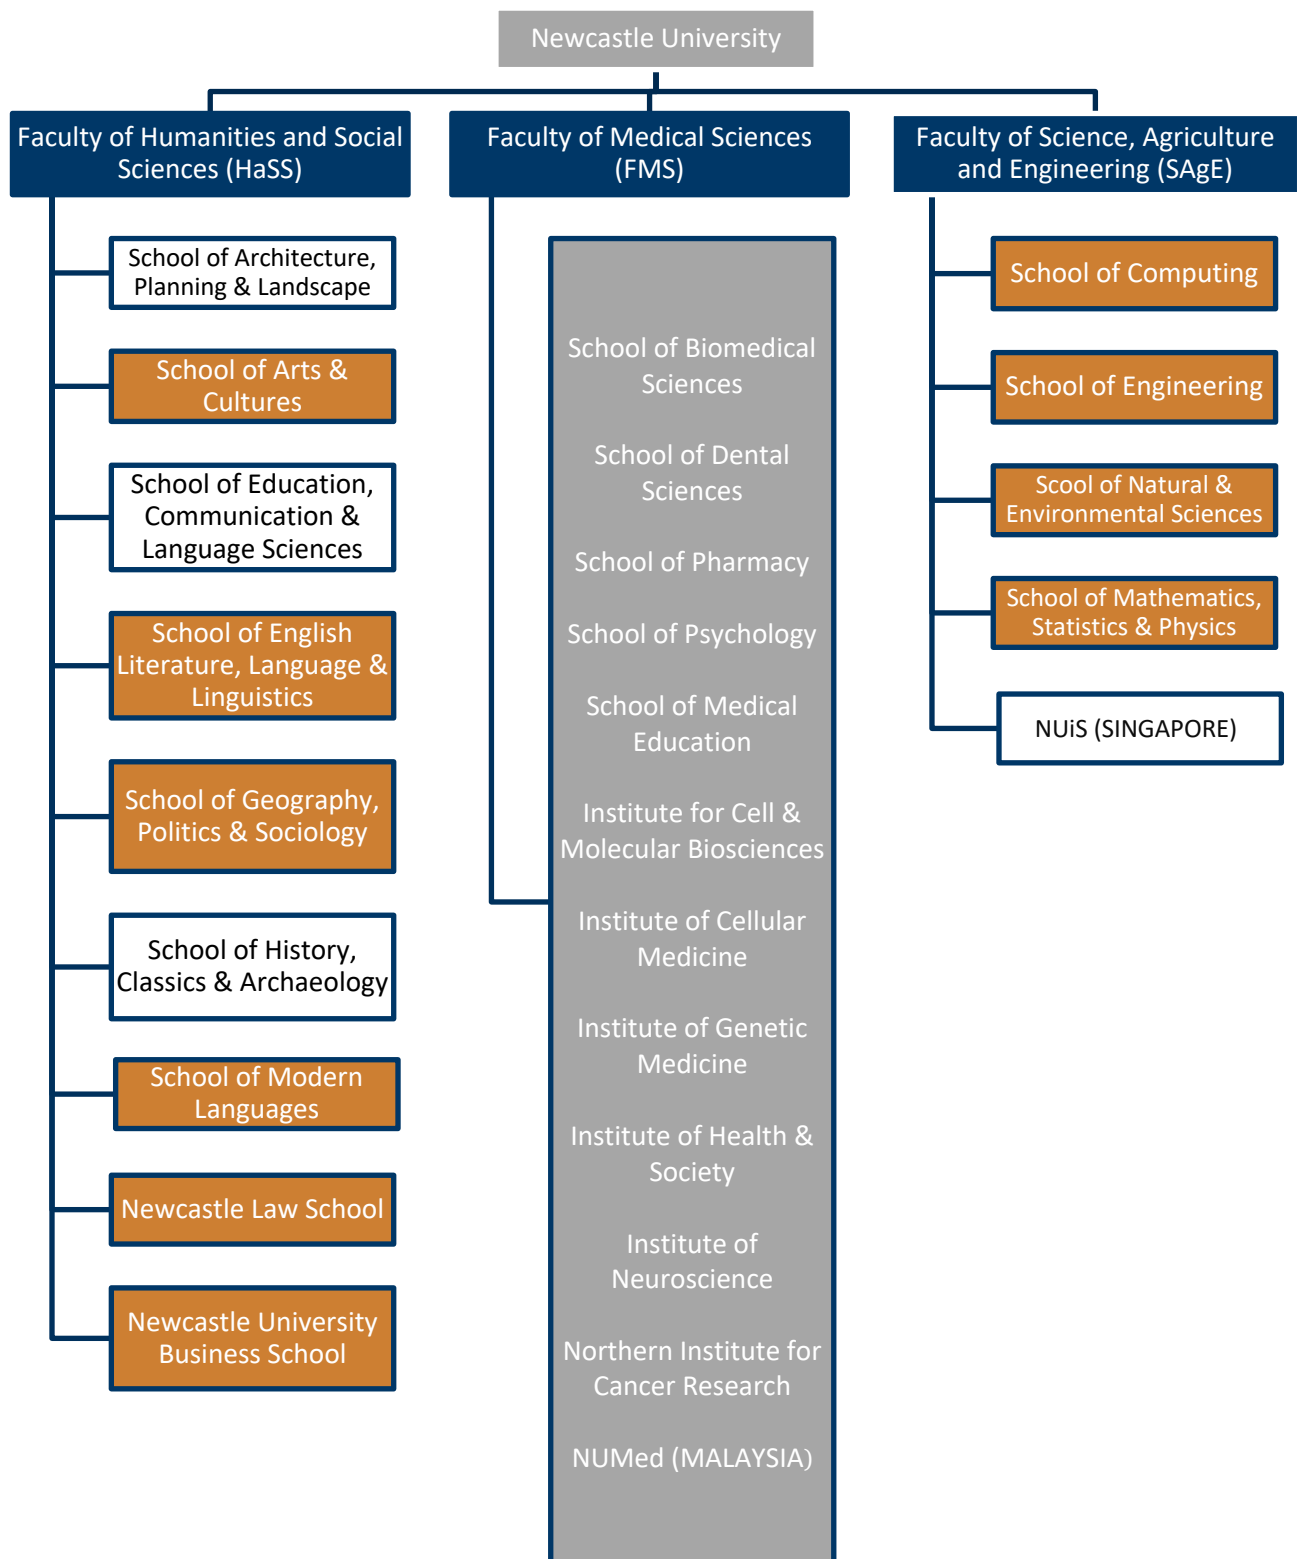 Newcastle University
Faculty of Humanities and Social
Sciences (HaSS)
School of Architecture,
Planning & Landscape
School of Arts &
Cultures
School of Education,
Communication &
Language Sciences
School of English
Literature, Language &
Linguistics
School of Geography,
Politics & Sociology
School of History,
Classics & Archaeology
School of Modern
Languages
Newcastle Law School
Newcastle University
Business School
Faculty of Medical Sciences
(FMS)
School of Biomedical
Sciences
School of Dental
Sciences
School of Pharmacy
School of Psychology
School of Medical
Education
Institute for Cell &
Molecular Biosciences
Institute of Cellular
Medicine
Institute of Genetic
Medicine
Institute of Health &
Society
Institute of
Neuroscience
Northern Institute for
Cancer Research
NUMed (MALAYSIA)
Faculty of Science, Agriculture
and Engineering (SAgE)
School of Computing
School of Engineering
Scool of Natural &
Environmental Sciences
School of Mathematics,
Statistics & Physics
NUiS (SINGAPORE)